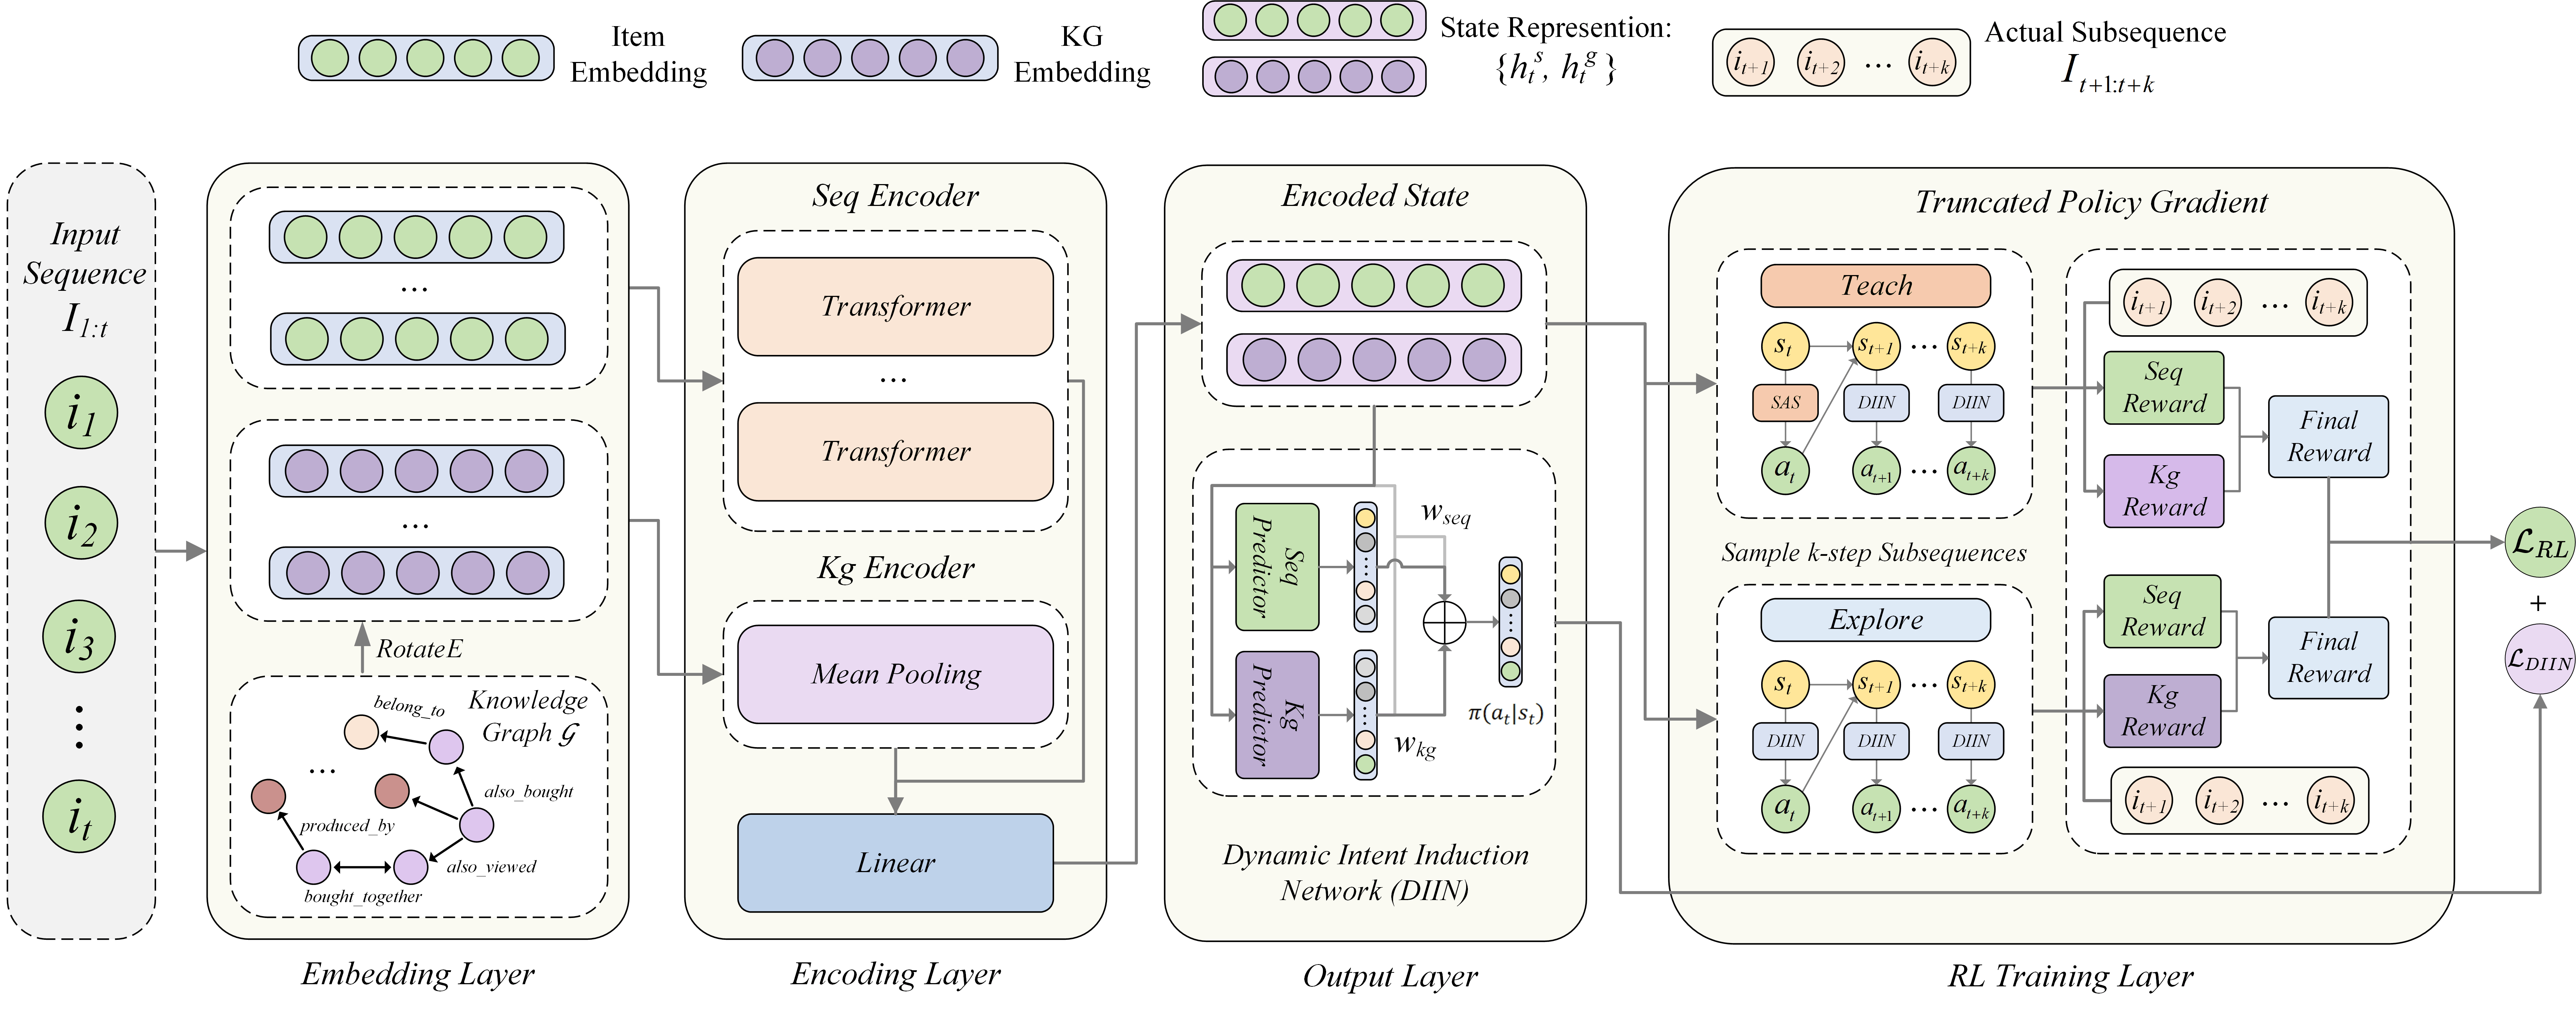 Item
Embedding
KG
Embedding
State Represention:
{h_t^s, h_t^g}
i_{t+1} i_{t+2} ... i_{t+k}
Actual Subsequence
I_{t+1:t+k}
Input
Sequence
I_{1:t}
i_1
i_2
i_3
⋮
i_t
...
...
RotateE
Knowledge
Graph 𝒢
belong_to
...
also_bought
produced_by
also_viewed
bought_together
Embedding Layer
Seq Encoder
Transformer
...
Transformer
Kg Encoder
Mean Pooling
Linear
Encoding Layer
Encoded State
Seq
Predictor
Kg
Predictor
w_{seq}
w_{kg}
π(a_t|s_t)
Dynamic Intent Induction
Network (DIIN)
Output Layer
Truncated Policy Gradient
Teach
s_t s_{t+1} ... s_{t+k}
SAS DIIN DIIN
a_t a_{t+1} ... a_{t+k}
Sample k-step Subsequences
Explore
s_t s_{t+1} ... s_{t+k}
DIIN DIIN DIIN
a_t a_{t+1} ... a_{t+k}
i_{t+1} i_{t+2} ... i_{t+k}
Seq
Reward
Kg
Reward
Final
Reward
Seq
Reward
Kg
Reward
Final
Reward
i_{t+1} i_{t+2} ... i_{t+k}
RL Training Layer
ℒ_{RL}
+
ℒ_{DIIN}